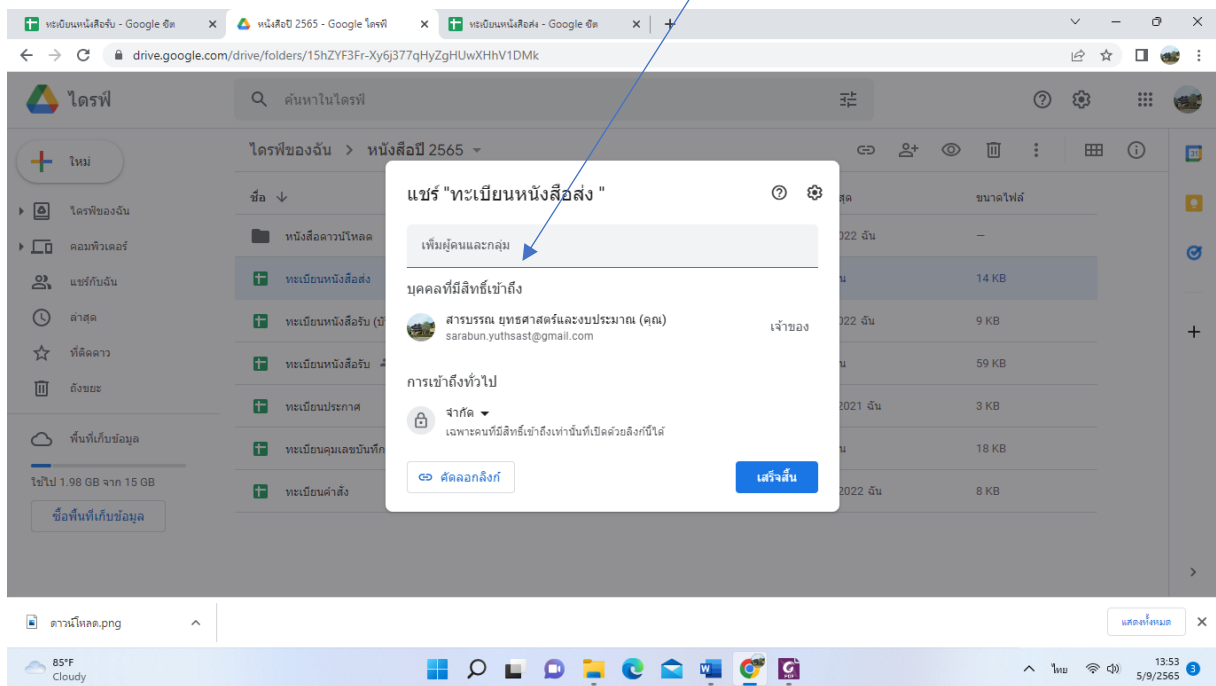 ทะเบียนหนังสือรับ - Google ชีต
หนังสือปี 2565 - Google ไดรฟ์
ทะเบียนหนังสือส่ง - Google ชีต
drive.google.com/drive/folders/15hZYF3Fr-Xy6j377qHyZgHUwXHhV1DMk
ไดรฟ์
ค้นหาในไดรฟ์
ใหม่
ไดรฟ์ของฉัน > หนังสือปี 2565
ไดรฟ์ของฉัน
คอมพิวเตอร์
แชร์กับฉัน
ล่าสุด
ที่ติดดาว
ถังขยะ
พื้นที่เก็บข้อมูล
ใช้ไป 1.98 GB จาก 15 GB
ซื้อพื้นที่เก็บข้อมูล
ชื่อ
สุด
ขนาดไฟล์
หนังสือดาวน์โหลด
022 ฉัน
–
ทะเบียนหนังสือส่ง
น
14 KB
ทะเบียนหนังสือรับ (บั
022 ฉัน
9 KB
ทะเบียนหนังสือรับ
น
59 KB
ทะเบียนประกาศ
2021 ฉัน
3 KB
ทะเบียนคุมเลขบันทึก
น
18 KB
ทะเบียนคำสั่ง
2022 ฉัน
8 KB
แชร์ "ทะเบียนหนังสือส่ง "
เพิ่มผู้คนและกลุ่ม
บุคคลที่มีสิทธิ์เข้าถึง
สารบรรณ ยุทธศาสตร์และงบประมาณ (คุณ)
sarabun.yuthsast@gmail.com
เจ้าของ
การเข้าถึงทั่วไป
จำกัด
เฉพาะคนที่มีสิทธิ์เข้าถึงเท่านั้นที่เปิดด้วยลิงก์นี้ได้
คัดลอกลิงก์
เสร็จสิ้น
31
ดาวน์โหลด.png
แสดงทั้งหมด
85°F
Cloudy
ไทย
13:53
5/9/2565
3